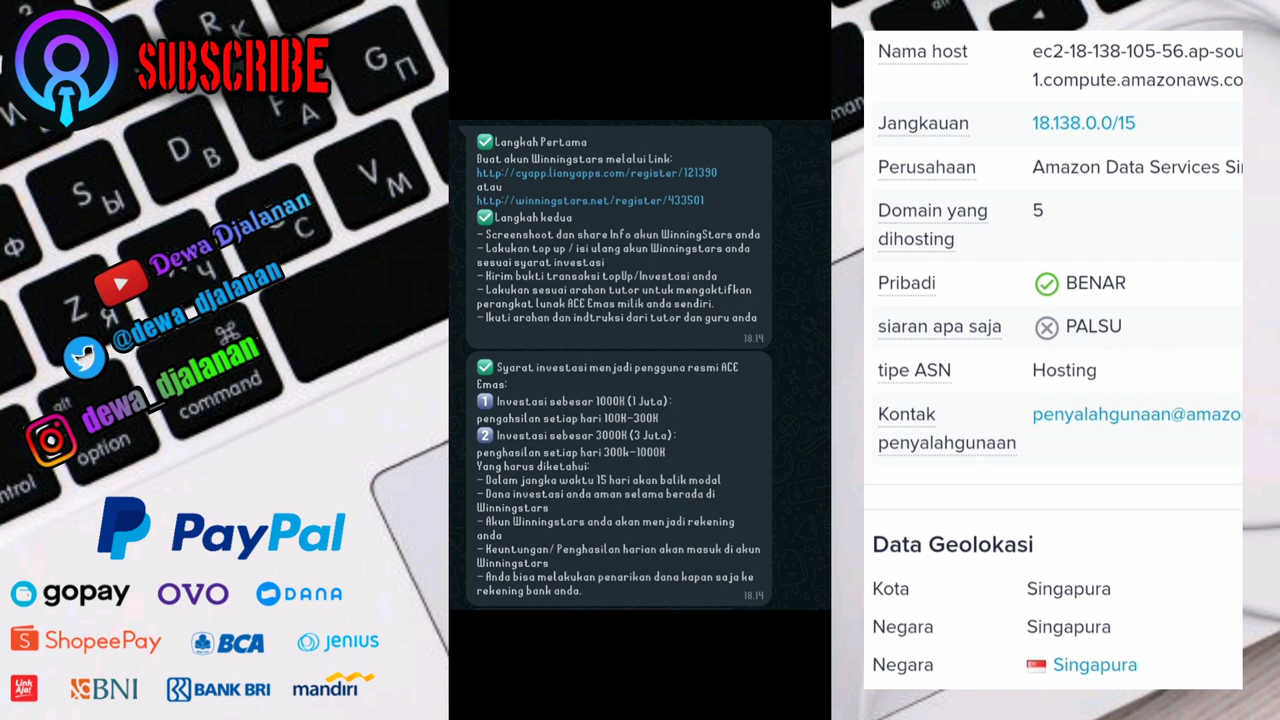 SUBSCRIBE
Dewa Djalanan
@dewa_djalanan
dewa_djalanan
PayPal
gopay
OVO
DANA
ShopeePay
BCA
jenius
LinkAja!
BNI
BANK BRI
mandiri
G П
R К
D В
F А
S Ы
C С
V М
Z Я
Ч
Ф
⌘
command
alt
option
control
✅Langkah Pertama
Buat akun Winningstars melalui Link:
http://cyapp.lianyapps.com/register/121390
atau
http://winningstars.net/register/433501
✅Langkah kedua
- Screenshoot dan share Info akun WinningStars anda
- Lakukan top up / isi ulang akun Winningstars anda
sesuai syarat investasi
- Kirim bukti transaksi topUp/Investasi anda
- Lakukan sesuai arahan tutor untuk mengaktifkan
perangkat lunak ACE Emas milik anda sendiri.
- Ikuti arahan dan indtruksi dari tutor dan guru anda
18.14
✅ Syarat investasi menjadi pengguna resmi ACE
Emas:
1️⃣ Investasi sebesar 1000K (1 Juta):
pengahsilan setiap hari 100K-300K
2️⃣ Investasi sebesar 3000K (3 Juta):
penghasilan setiap hari 300k-1000K
Yang harus diketahui:
- Dalam jangka waktu 15 hari akan balik modal
- Dana investasi anda aman selama berada di
Winningstars
- Akun Winningstars anda akan menjadi rekening
anda
- Keuntungan/ Penghasilan harian akan masuk di akun
Winningstars
- Anda bisa melakukan penarikan dana kapan saja ke
rekening bank anda.
18.14
Nama host ec2-18-138-105-56.ap-sou
1.compute.amazonaws.co
Jangkauan 18.138.0.0/15
Perusahaan Amazon Data Services Si
Domain yang 5
dihosting
Pribadi BENAR
siaran apa saja PALSU
tipe ASN Hosting
Kontak penyalahgunaan@amazo
penyalahgunaan
Data Geolokasi
Kota Singapura
Negara Singapura
Negara Singapura